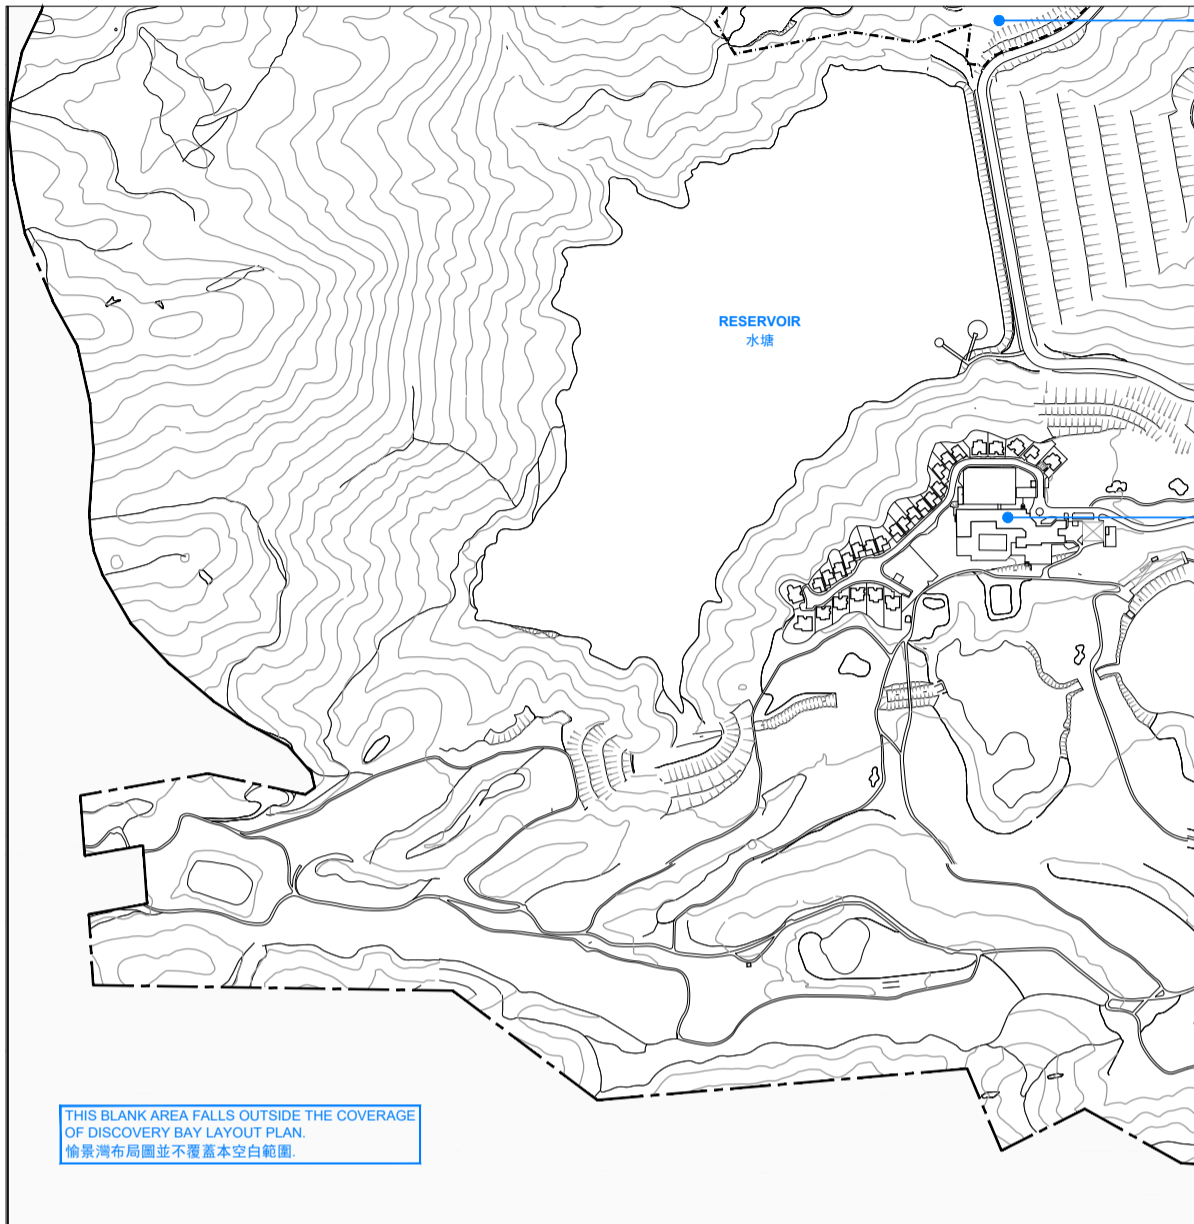 RESERVOIR
水塘
THIS BLANK AREA FALLS OUTSIDE THE COVERAGE
OF DISCOVERY BAY LAYOUT PLAN.
愉景灣布局圖並不覆蓋本空白範圍.